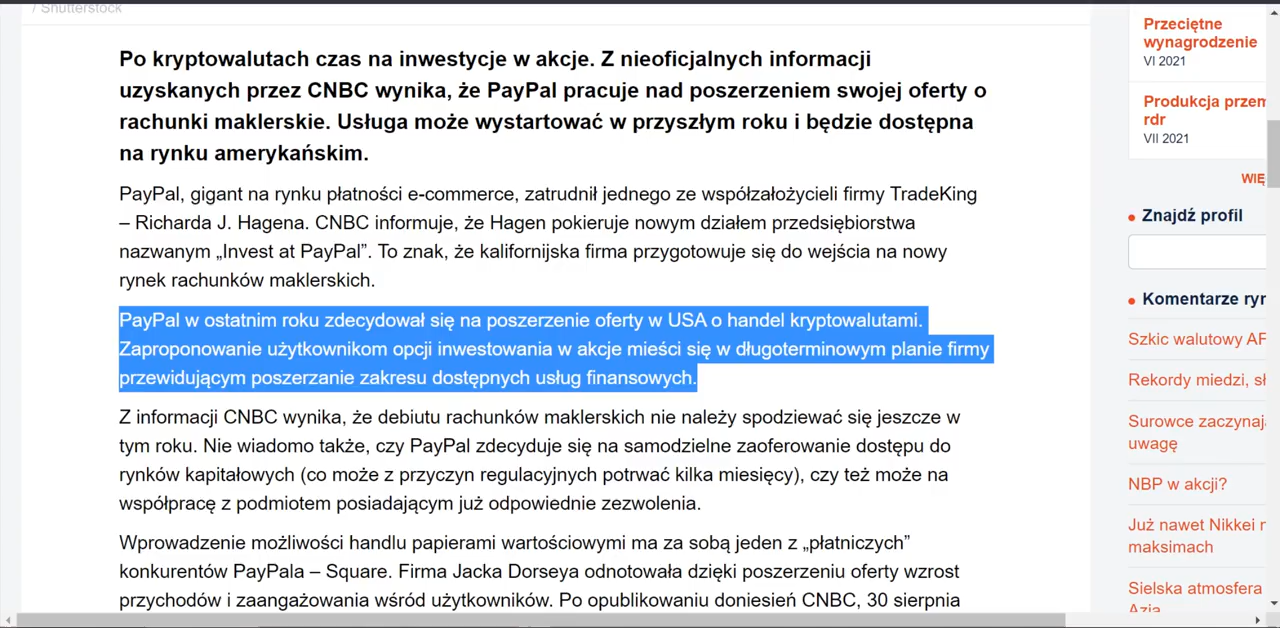 / Shutterstock
Po kryptowalutach czas na inwestycje w akcje. Z nieoficjalnych informacji
uzyskanych przez CNBC wynika, że PayPal pracuje nad poszerzeniem swojej oferty o
rachunki maklerskie. Usługa może wystartować w przyszłym roku i będzie dostępna
na rynku amerykańskim.
PayPal, gigant na rynku płatności e-commerce, zatrudnił jednego ze współzałożycieli firmy TradeKing
– Richarda J. Hagena. CNBC informuje, że Hagen pokieruje nowym działem przedsiębiorstwa
nazwanym „Invest at PayPal”. To znak, że kalifornijska firma przygotowuje się do wejścia na nowy
rynek rachunków maklerskich.
PayPal w ostatnim roku zdecydował się na poszerzenie oferty w USA o handel kryptowalutami.
Zaproponowanie użytkownikom opcji inwestowania w akcje mieści się w długoterminowym planie firmy
przewidującym poszerzanie zakresu dostępnych usług finansowych.
Z informacji CNBC wynika, że debiutu rachunków maklerskich nie należy spodziewać się jeszcze w
tym roku. Nie wiadomo także, czy PayPal zdecyduje się na samodzielne zaoferowanie dostępu do
rynków kapitałowych (co może z przyczyn regulacyjnych potrwać kilka miesięcy), czy też może na
współpracę z podmiotem posiadającym już odpowiednie zezwolenia.
Wprowadzenie możliwości handlu papierami wartościowymi ma za sobą jeden z „płatniczych”
konkurentów PayPala – Square. Firma Jacka Dorseya odnotowała dzięki poszerzeniu oferty wzrost
przychodów i zaangażowania wśród użytkowników. Po opublikowaniu doniesień CNBC, 30 sierpnia
Przeciętne
wynagrodzenie
VI 2021
Produkcja przem
rdr
VII 2021
WIĘ
Znajdź profil
Komentarze ryn
Szkic walutowy AF
Rekordy miedzi, sł
Surowce zaczynają
uwagę
NBP w akcji?
Już nawet Nikkei
maksimach
Sielska atmosfera
Azja